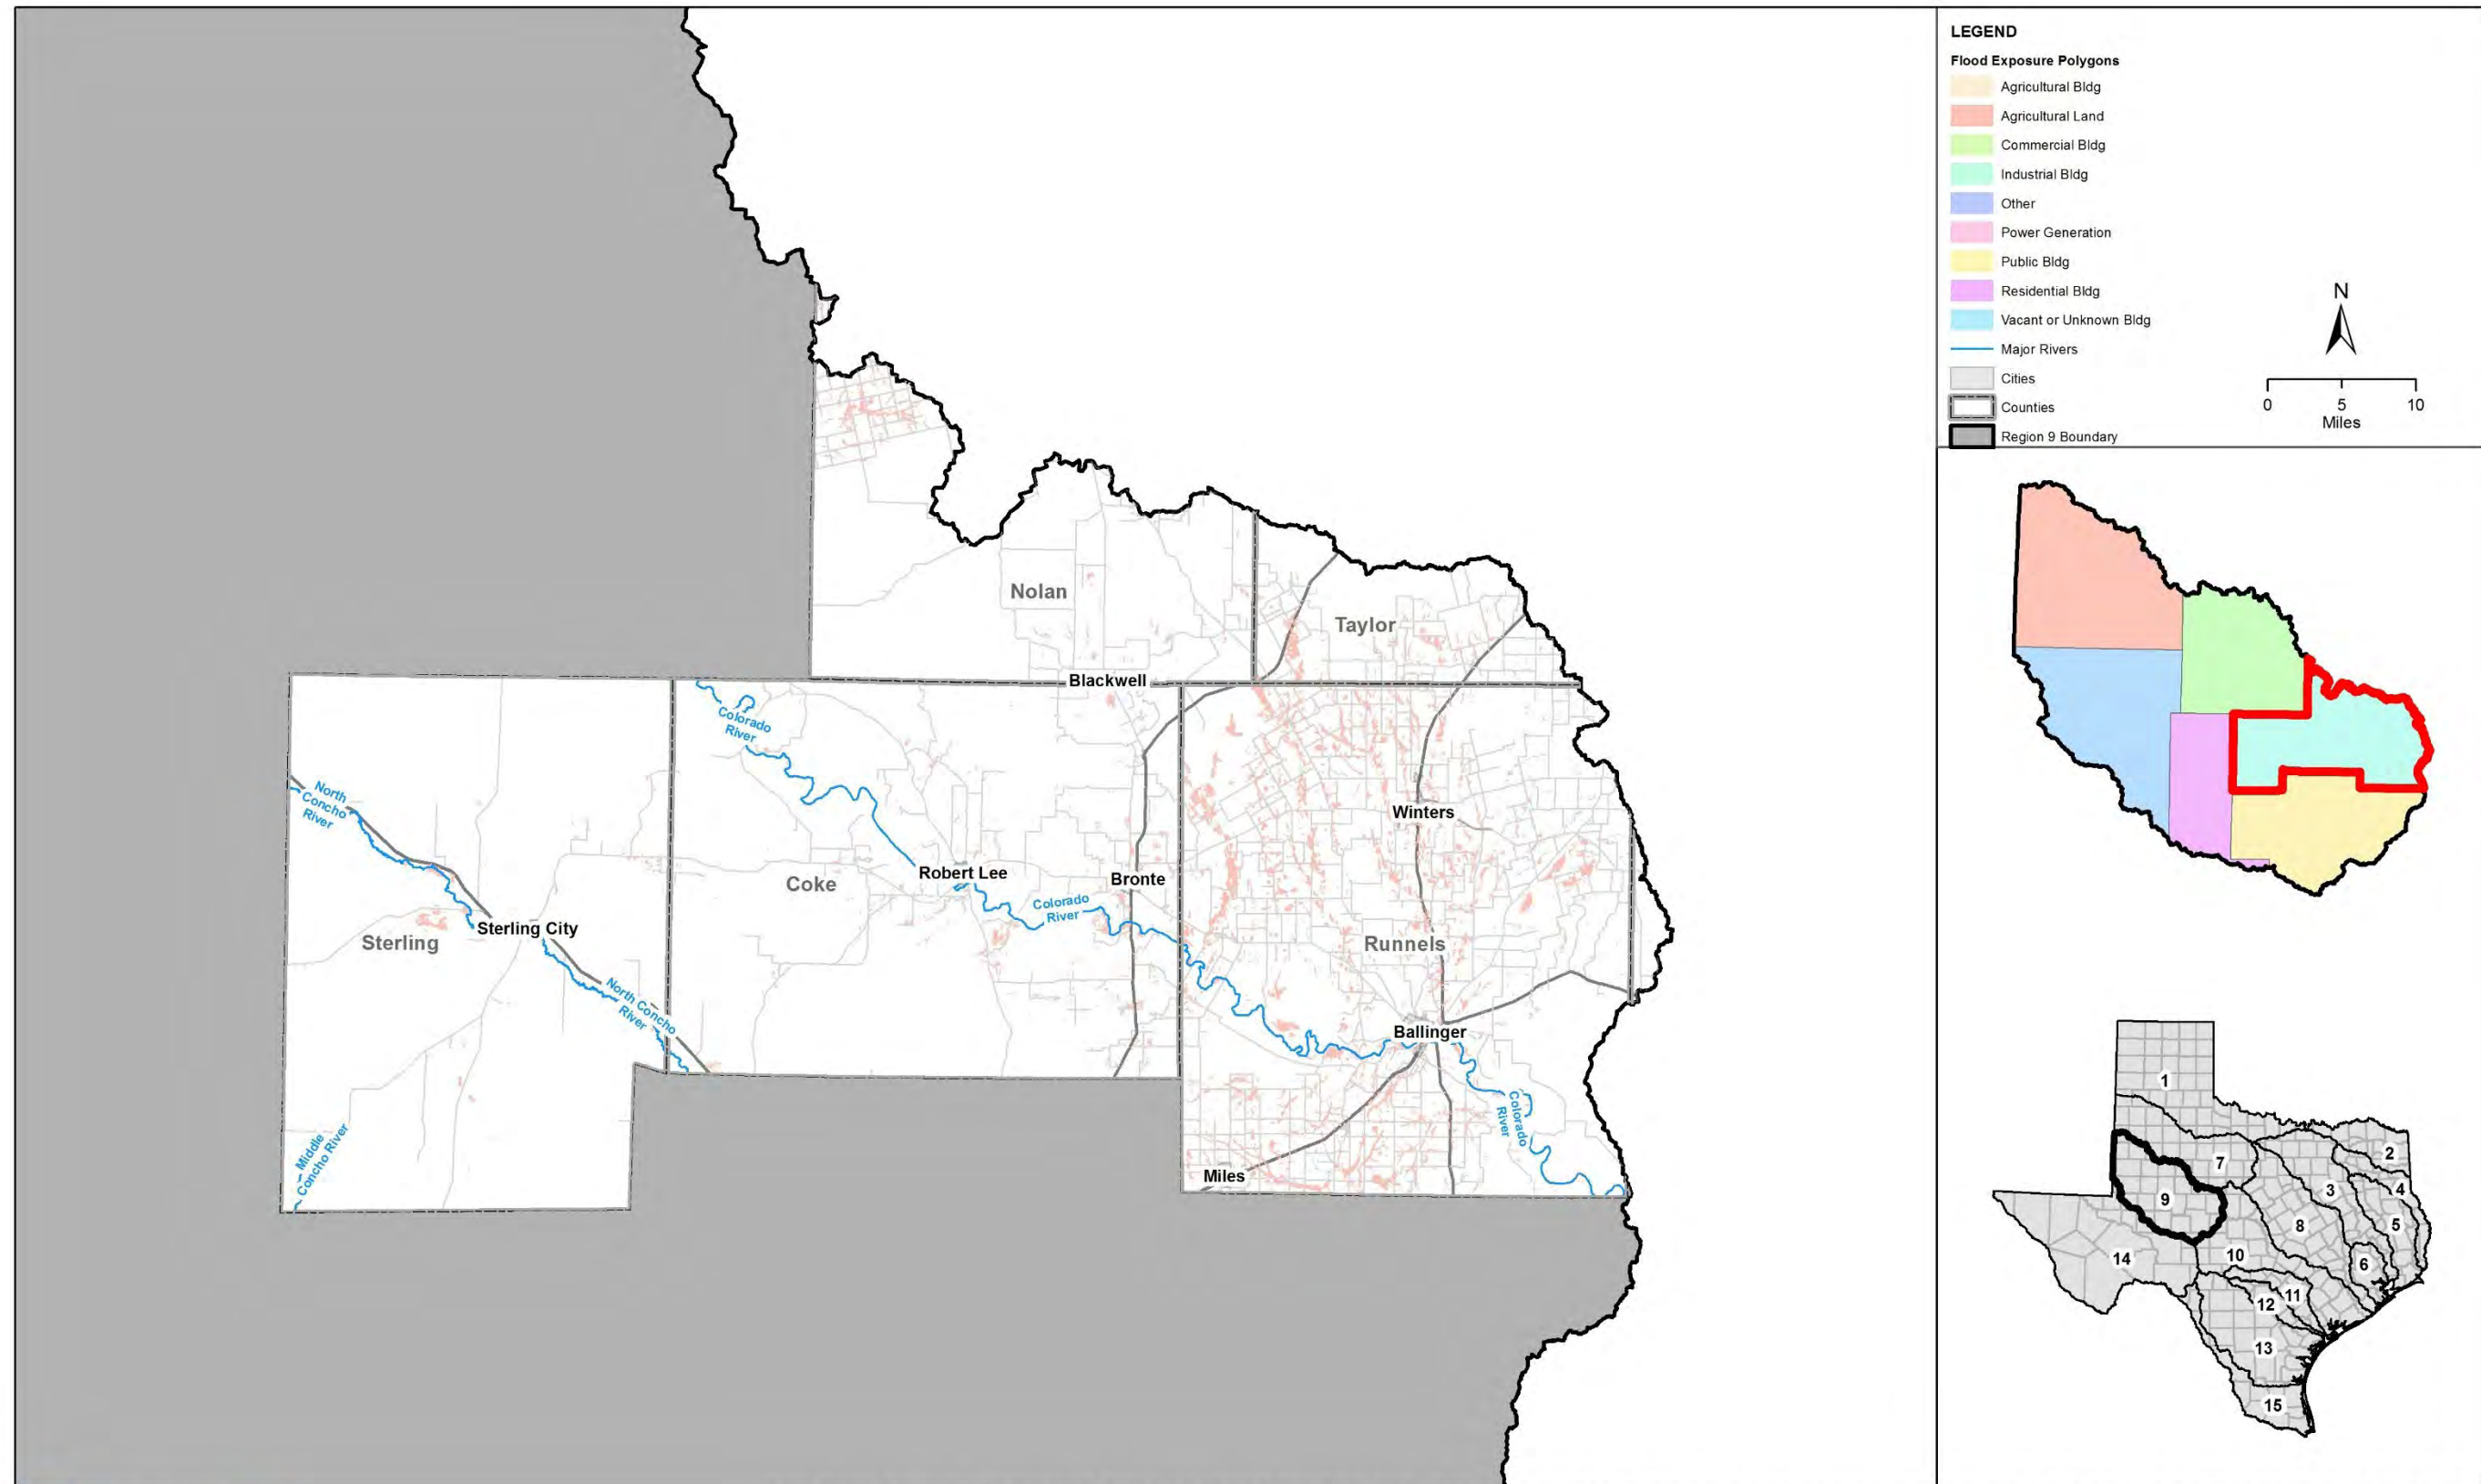 Nolan
Taylor
Blackwell
Colorado
River
North
Concho
River
Winters
Robert Lee
Coke
Bronte
Colorado
River
Sterling City
Sterling
Runnels
North Concho
River
Ballinger
Colorado
River
Middle
Concho River
Miles
LEGEND
Flood Exposure Polygons
Agricultural Bldg
Agricultural Land
Commercial Bldg
Industrial Bldg
Other
Power Generation
Public Bldg
Residential Bldg
Vacant or Unknown Bldg
Major Rivers
Cities
Counties
Region 9 Boundary
N
0 5 10
Miles
1
2
7
3
4
9
8
5
14
10
6
11
12
13
15